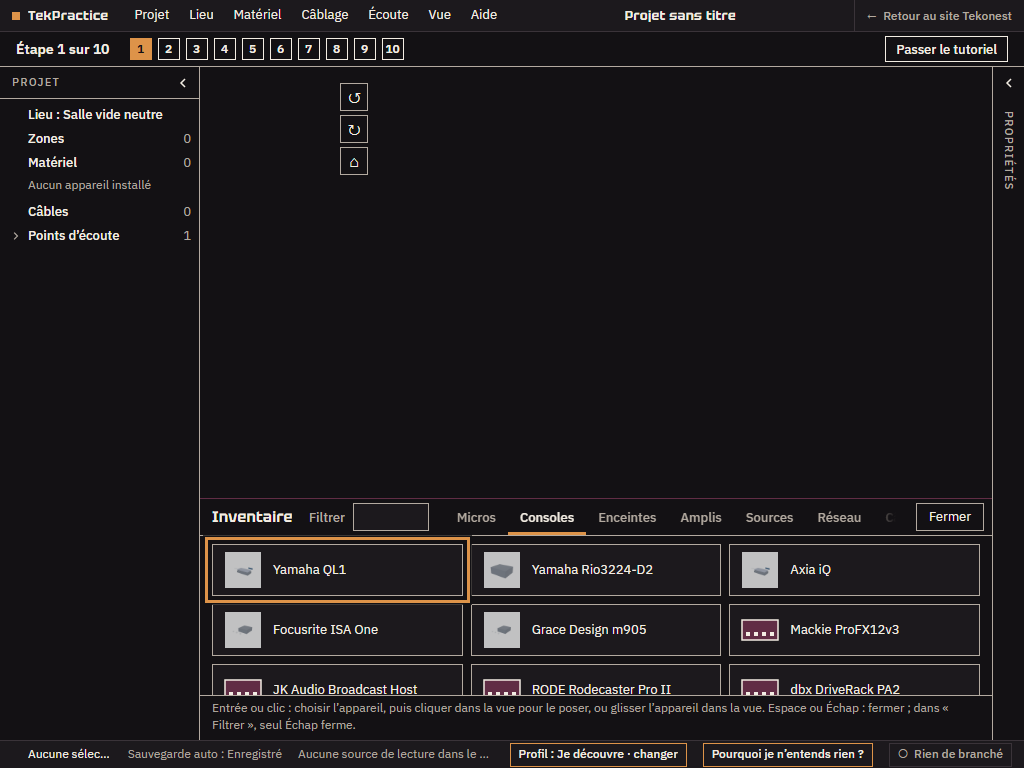 TekPractice Projet Lieu Matériel Câblage Écoute Vue Aide Projet sans titre ← Retour au site Tekonest
Étape 1 sur 10 1 2 3 4 5 6 7 8 9 10 Passer le tutoriel
PROJET
Lieu : Salle vide neutre
Zones 0
Matériel 0
Aucun appareil installé
Câbles 0
Points d’écoute 1
PROPRIÉTÉS
Inventaire Filtrer Micros Consoles Enceintes Amplis Sources Réseau C Fermer
Yamaha QL1 Yamaha Rio3224-D2 Axia iQ
Focusrite ISA One Grace Design m905 Mackie ProFX12v3
JK Audio Broadcast Host RODE Rodecaster Pro II dbx DriveRack PA2
Entrée ou clic : choisir l’appareil, puis cliquer dans la vue pour le poser, ou glisser l’appareil dans la vue. Espace ou Échap : fermer ; dans «
Filtrer », seul Échap ferme.
Aucune sélec... Sauvegarde auto : Enregistré Aucune source de lecture dans le ... Profil : Je découvre · changer Pourquoi je n’entends rien ? Rien de branché